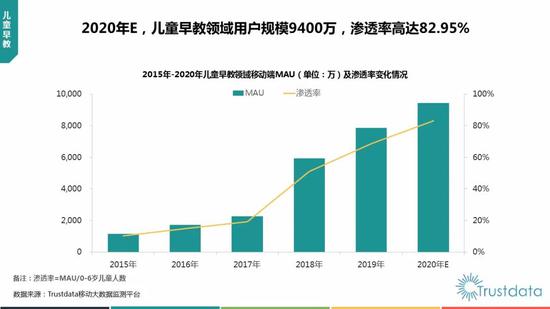 儿童早教
2020年E，儿童早教领域用户规模9400万，渗透率高达82.95%
2015年-2020年儿童早教领域移动端MAU（单位：万）及渗透率变化情况
MAU
渗透率
10,000
8,000
6,000
4,000
2,000
0
100%
80%
60%
40%
20%
0%
2015年
2016年
2017年
2018年
2019年
2020年E
备注：渗透率=MAU/0-6岁儿童人数
数据来源：Trustdata移动大数据监测平台
Trustdata